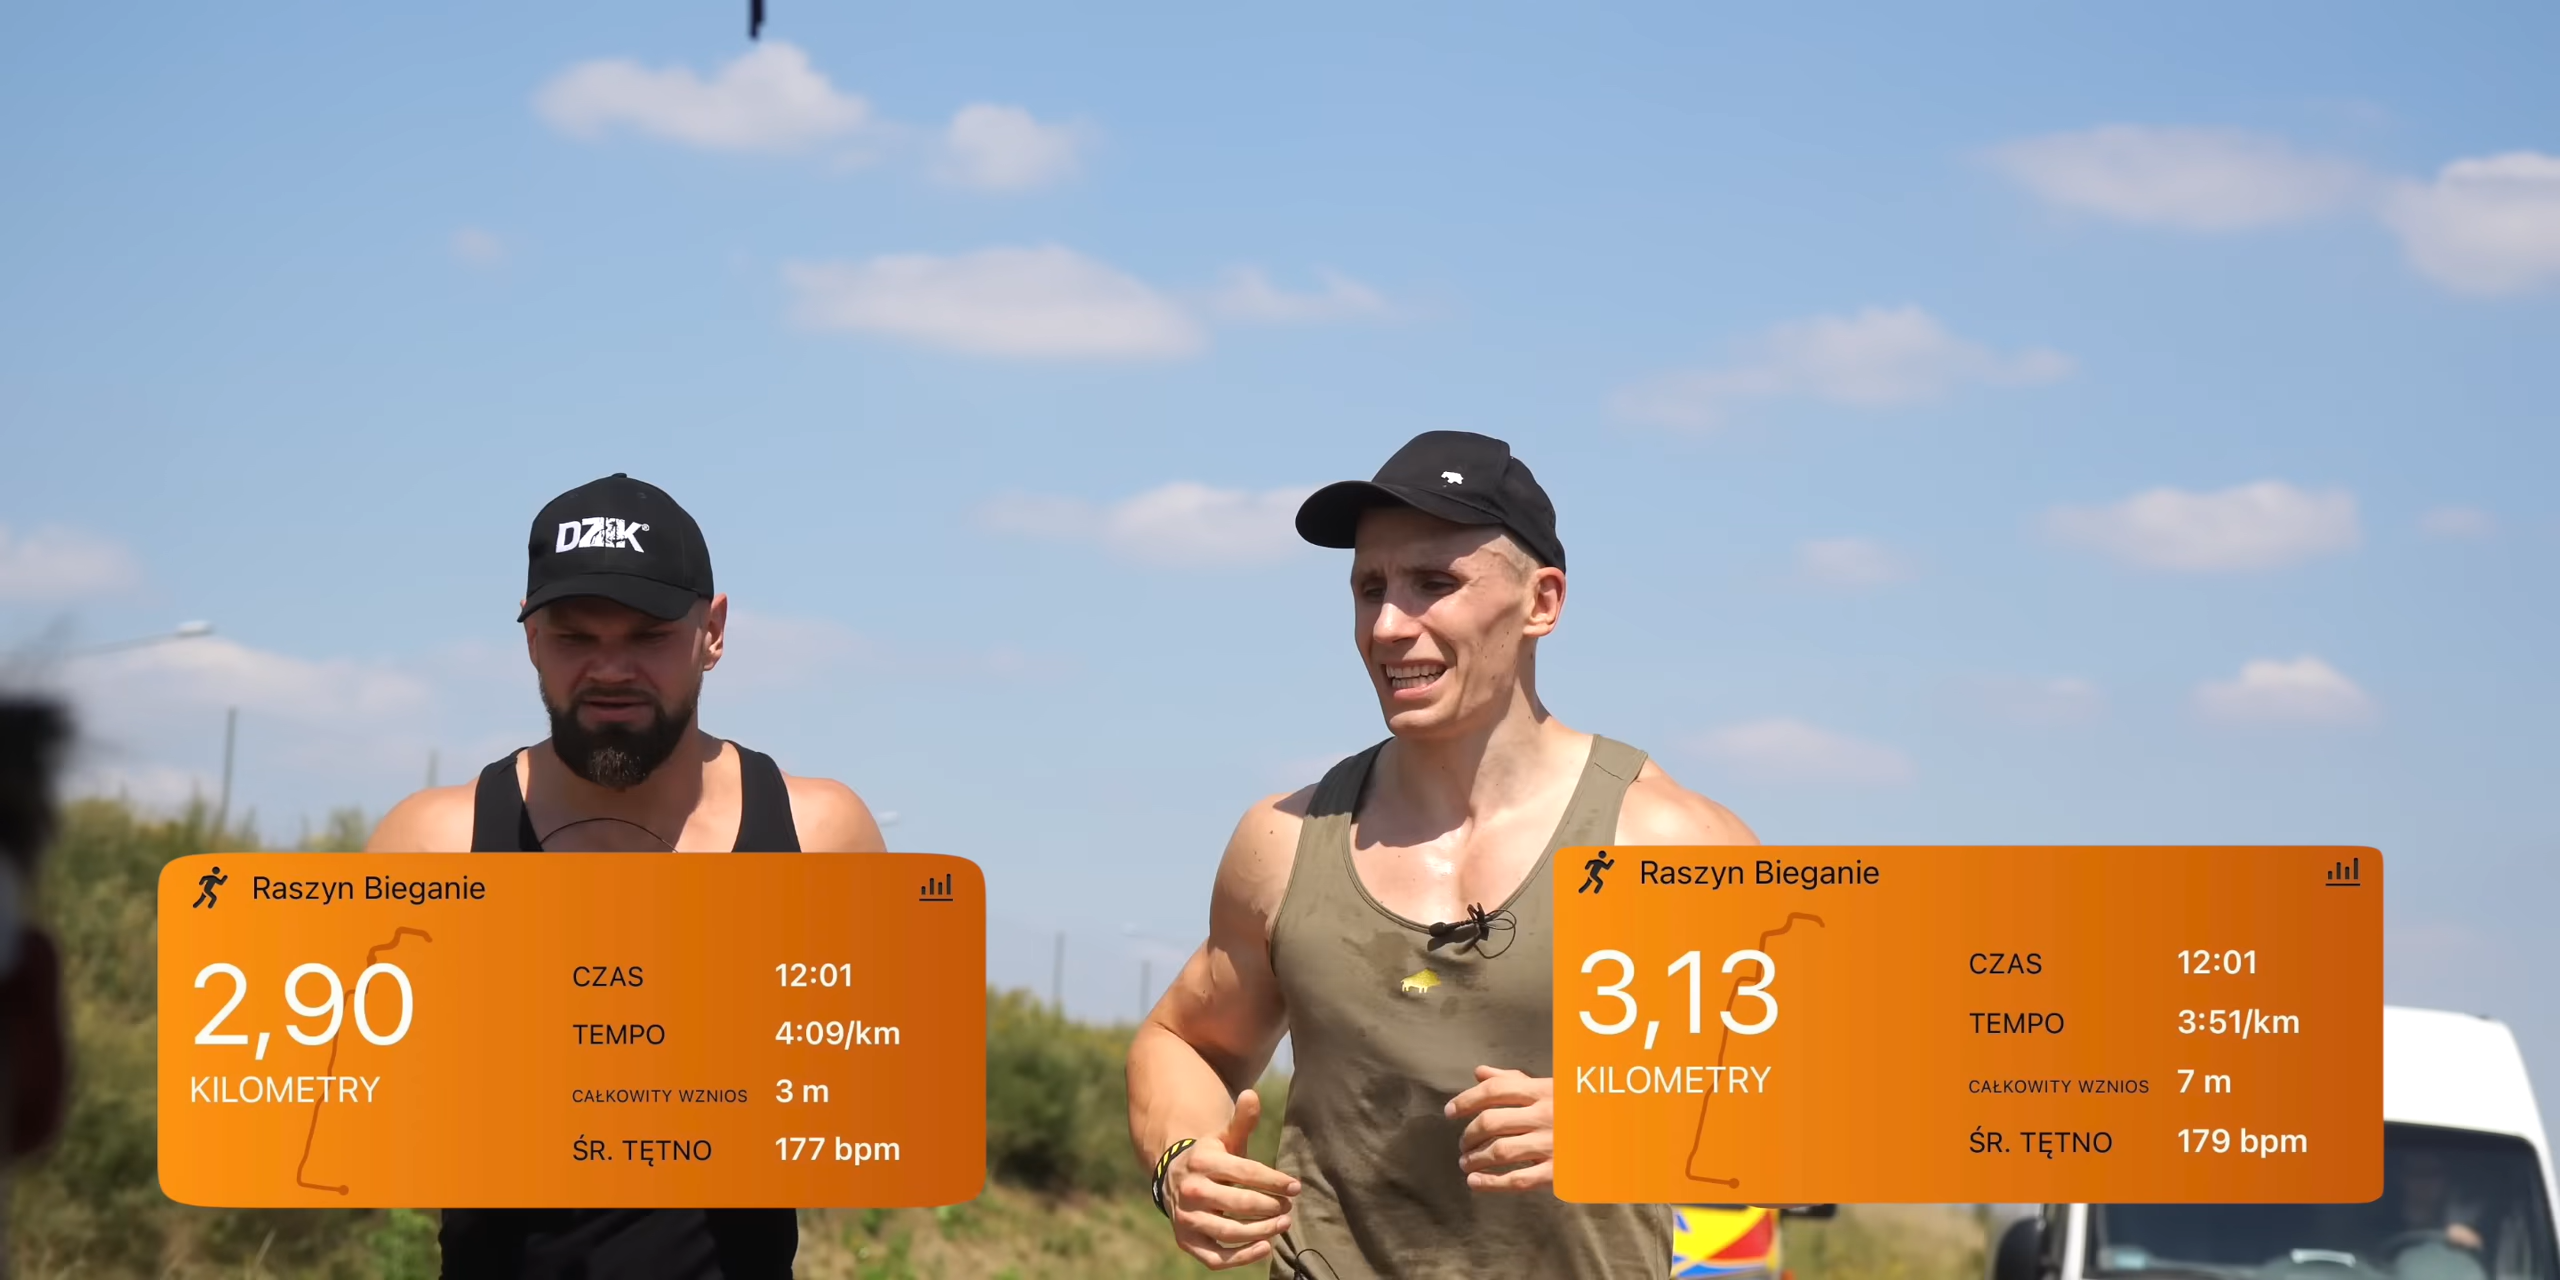 DZIK®
Raszyn Bieganie
2,90
KILOMETRY
CZAS 12:01
TEMPO 4:09/km
CAŁKOWITY WZNIOS 3 m
ŚR. TĘTNO 177 bpm
Raszyn Bieganie
3,13
KILOMETRY
CZAS 12:01
TEMPO 3:51/km
CAŁKOWITY WZNIOS 7 m
ŚR. TĘTNO 179 bpm